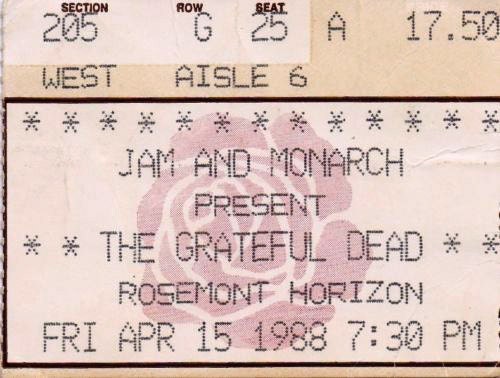 SECTION ROW SEAT
205 G 25 A 17.50
WEST AISLE 6
* * * * * * * * * * * * *
JAM AND MONARCH
PRESENT
* * THE GRATEFUL DEAD * *
ROSEMONT HORIZON
FRI APR 15 1988 7:30 PM